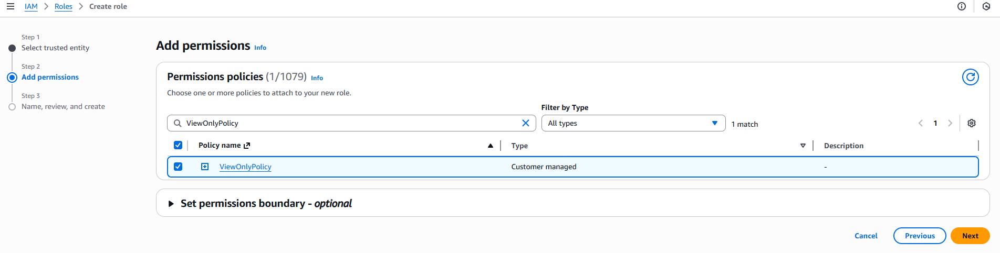 IAM > Roles > Create role
Step 1
Select trusted entity
Step 2
Add permissions
Step 3
Name, review, and create
Add permissions Info
Permissions policies (1/1079) Info
Choose one or more policies to attach to your new role.
Filter by Type
ViewOnlyPolicy
All types
1 match
1
Policy name
Type
Description
ViewOnlyPolicy
Customer managed
-
Set permissions boundary - optional
Cancel
Previous
Next